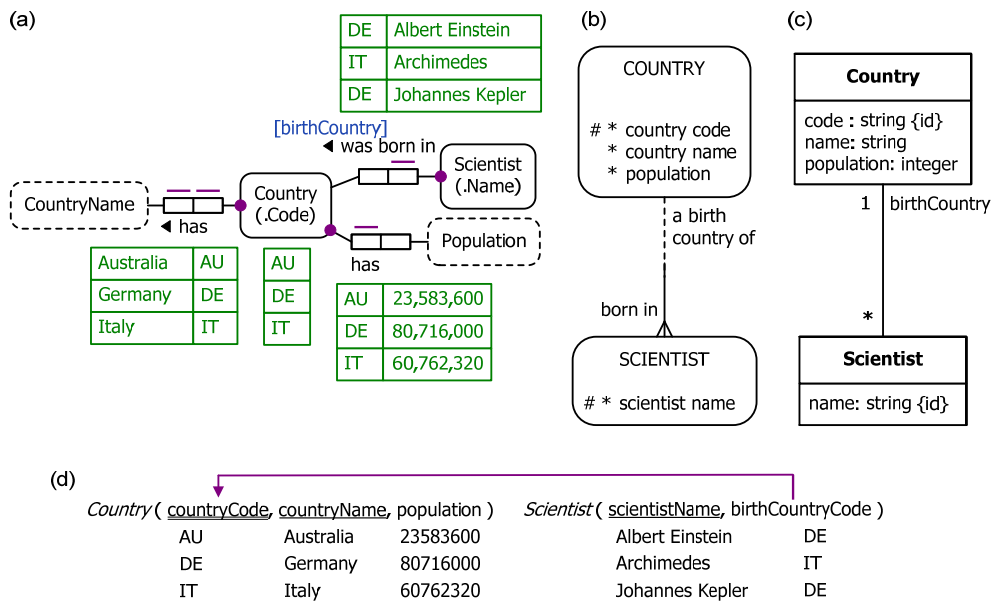 (a)
DE Albert Einstein
IT Archimedes
DE Johannes Kepler
[birthCountry]
◄ was born in
CountryName
Country
(.Code)
Scientist
(.Name)
◄ has
Population
has
Australia AU
Germany DE
Italy IT
AU
DE
IT
AU 23,583,600
DE 80,716,000
IT 60,762,320
(b)
COUNTRY
# * country code
* country name
* population
a birth
country of
born in
SCIENTIST
# * scientist name
(c)
Country
code : string {id}
name: string
population: integer
1 birthCountry
*
Scientist
name: string {id}
(d)
Country ( countryCode, countryName, population )
AU Australia 23583600
DE Germany 80716000
IT Italy 60762320
Scientist ( scientistName, birthCountryCode )
Albert Einstein DE
Archimedes IT
Johannes Kepler DE